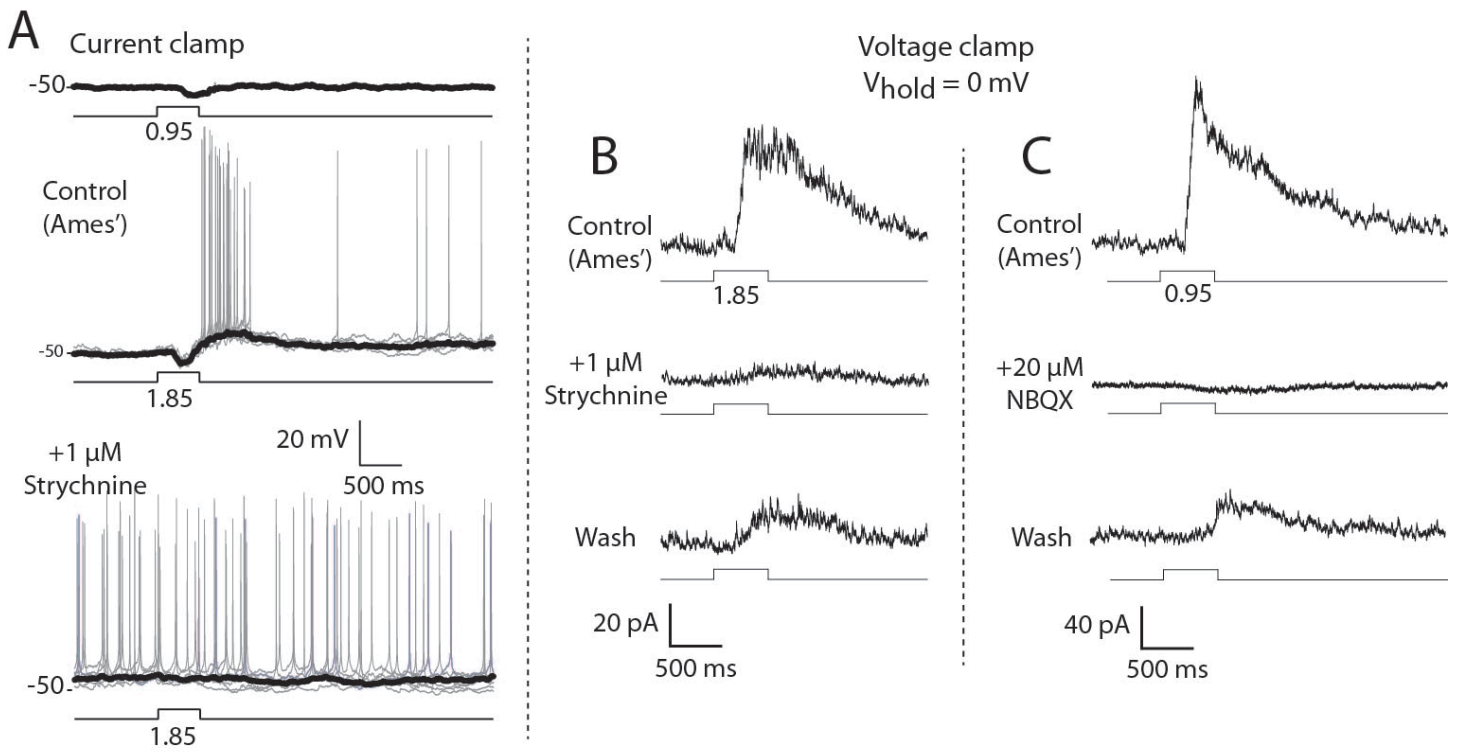 A
Current clamp
-50
0.95
Control
(Ames’)
-50
1.85
20 mV
500 ms
+1 µM
Strychnine
-50
1.85
Voltage clamp
Vhold = 0 mV
B
Control
(Ames’)
1.85
+1 µM
Strychnine
Wash
20 pA
500 ms
C
Control
(Ames’)
0.95
+20 µM
NBQX
Wash
40 pA
500 ms